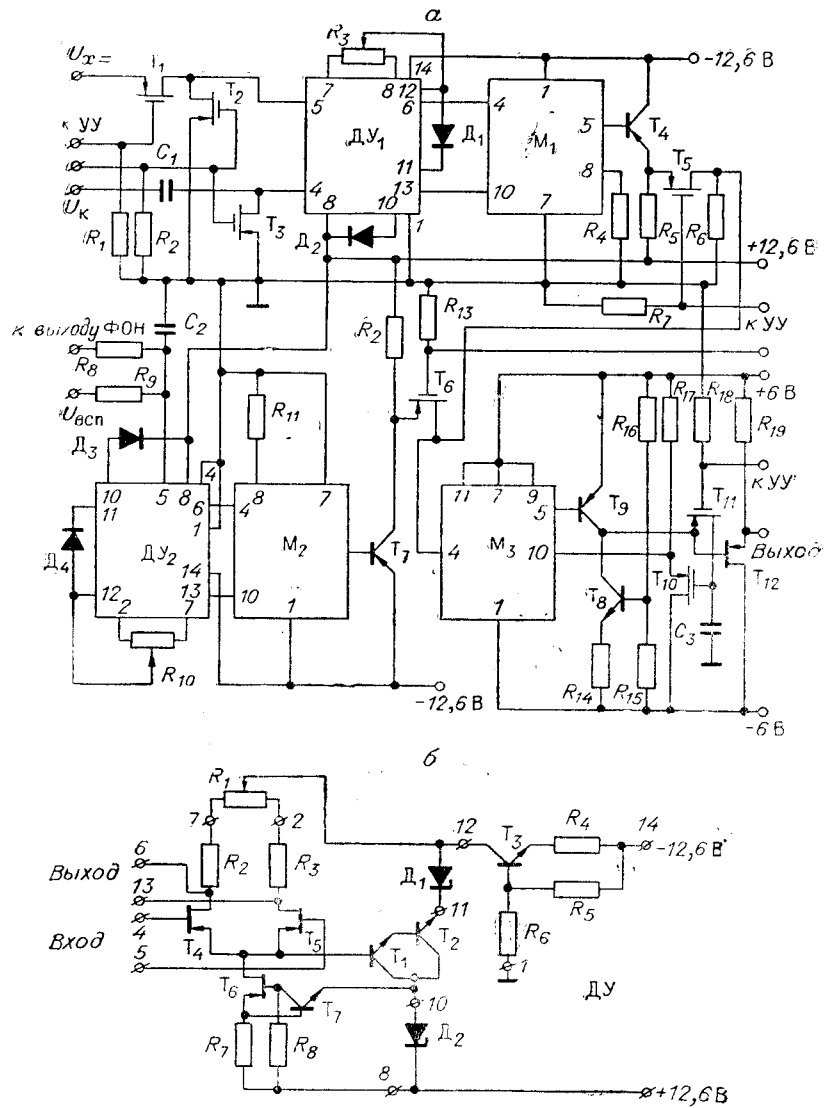 а
Uх=
T1
R3
-12,6 В
7 8 14
12
6
5 ДУ1 Д1
4 1 М1 5 T4
T2
к УУ
C1
Uк
11
13
4
8 10 1
10 7 8
T5
R1 R2 T3 Д2
R4 R5 R6
+12,6 В
R7
к УУ
к выходу ФОН
C2
R8
R9
Uвсп
Д3
R2
R13
T6
R11
R16 R17 R18 +6 В
R19
к УУ
10 5 8 4
11 6
1
ДУ2
14
12 13
2 7
Д4
R10
4 8 7
М2
10 1
T7
11 7 9
5
4 М3 10
1
T9
T8
T11
Выход
T10
T12
C3
R14 R15
-12,6 В
-6 В
б
R1
7 2
6
Выход
13
4
Вход
5
R2 R3
12 T3 R4 14
-12,6 В
Д1
R5
11
R6
1
T4 T5
T1 T2
T6
T7
10
ДУ
R7 R8
Д2
8
+12,6 В